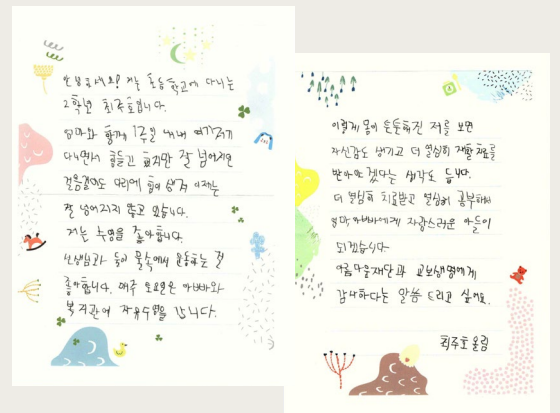 안녕하세요! 저는 초등학교에 다니는
2학년 최주호입니다.
엄마와 함께 1주일 내내 여기저기
다니면서 힘들고 했지만 잘 넘어지던
걸음걸이도 다리에 힘이 생겨 이제는
잘 넘어지지 않고 있습니다.
저는 수영을 좋아합니다.
선생님과 둘이 물속에서 운동하는 걸
좋아합니다. 매주 토요일은 아빠와
복지관에 자유수영을 갑니다.
이렇게 몸이 튼튼해진 저를 보면
자신감도 생기고 더 열심히 재활치료를
받아야겠다는 생각도 듭니다.
더 열심히 치료받고 열심히 공부해서
엄마 아빠에게 자랑스러운 아들이
되겠습니다
아름다운재단과 교보생명에게
감사하다는 말씀 드리고 싶어요.
최주호 올림